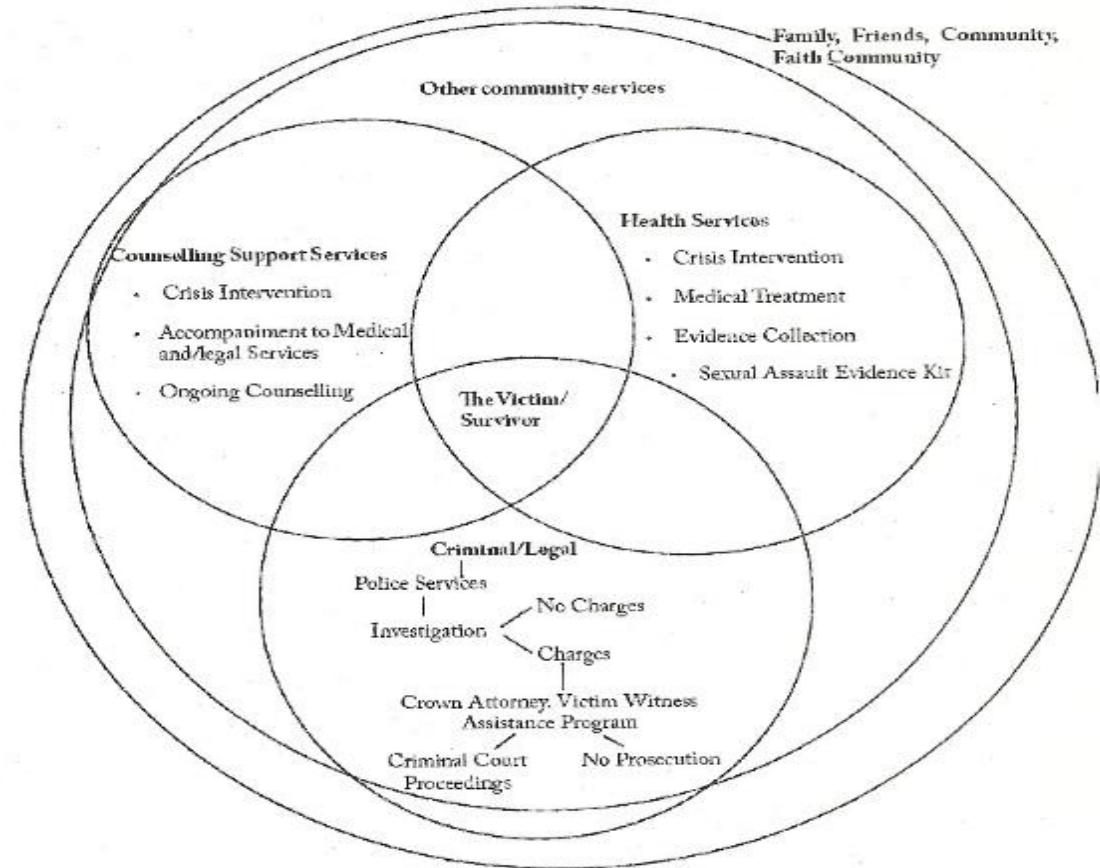 Family, Friends, Community,
Faith Community
Other community services
Counselling Support Services
• Crisis Intervention
• Accompaniment to Medical
and/legal Services
• Ongoing Counselling
Health Services
• Crisis Intervention
• Medical Treatment
• Evidence Collection
• Sexual Assault Evidence Kit
The Victim/
Survivor
Criminal/Legal
Police Services
Investigation
No Charges
Charges
Crown Attorney, Victim Witness
Assistance Program
Criminal Court
Proceedings
No Prosecution